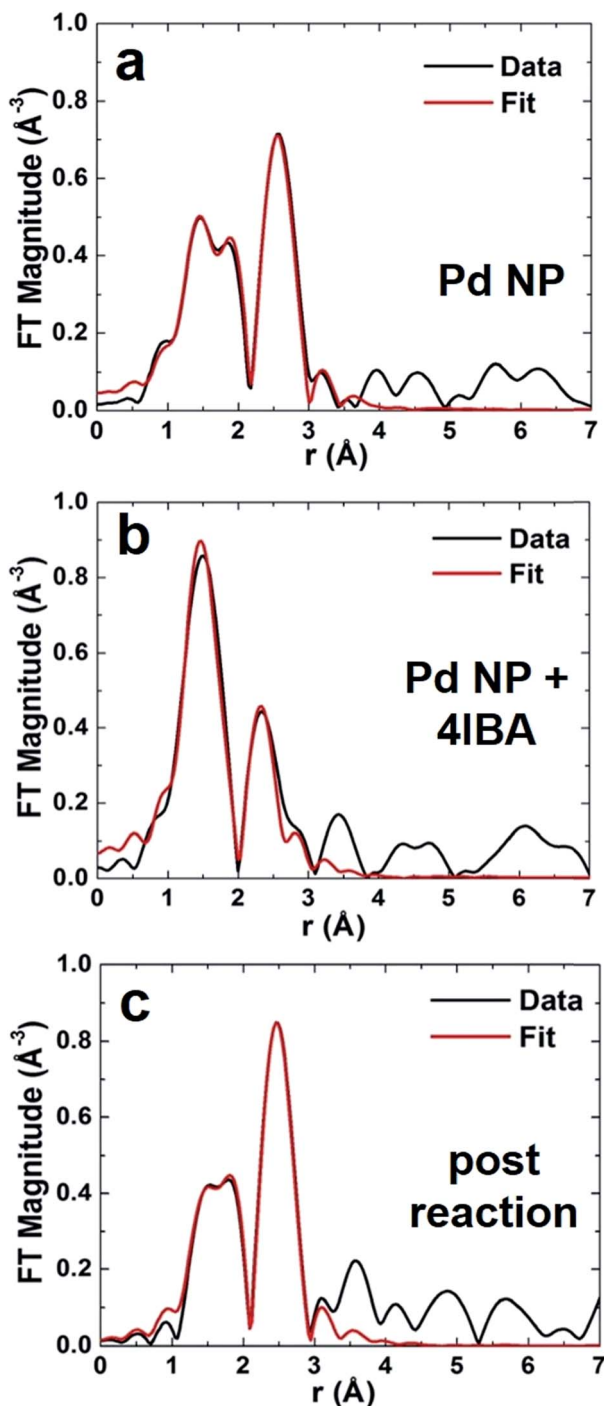 a
Data
Fit
Pd NP
FT Magnitude (Å⁻³)
1.0
0.8
0.6
0.4
0.2
0.0
0 1 2 3 4 5 6 7
r (Å)
b
Data
Fit
Pd NP +
4IBA
FT Magnitude (Å⁻³)
1.0
0.8
0.6
0.4
0.2
0.0
0 1 2 3 4 5 6 7
r (Å)
c
Data
Fit
post
reaction
FT Magnitude (Å⁻³)
1.0
0.8
0.6
0.4
0.2
0.0
0 1 2 3 4 5 6 7
r (Å)